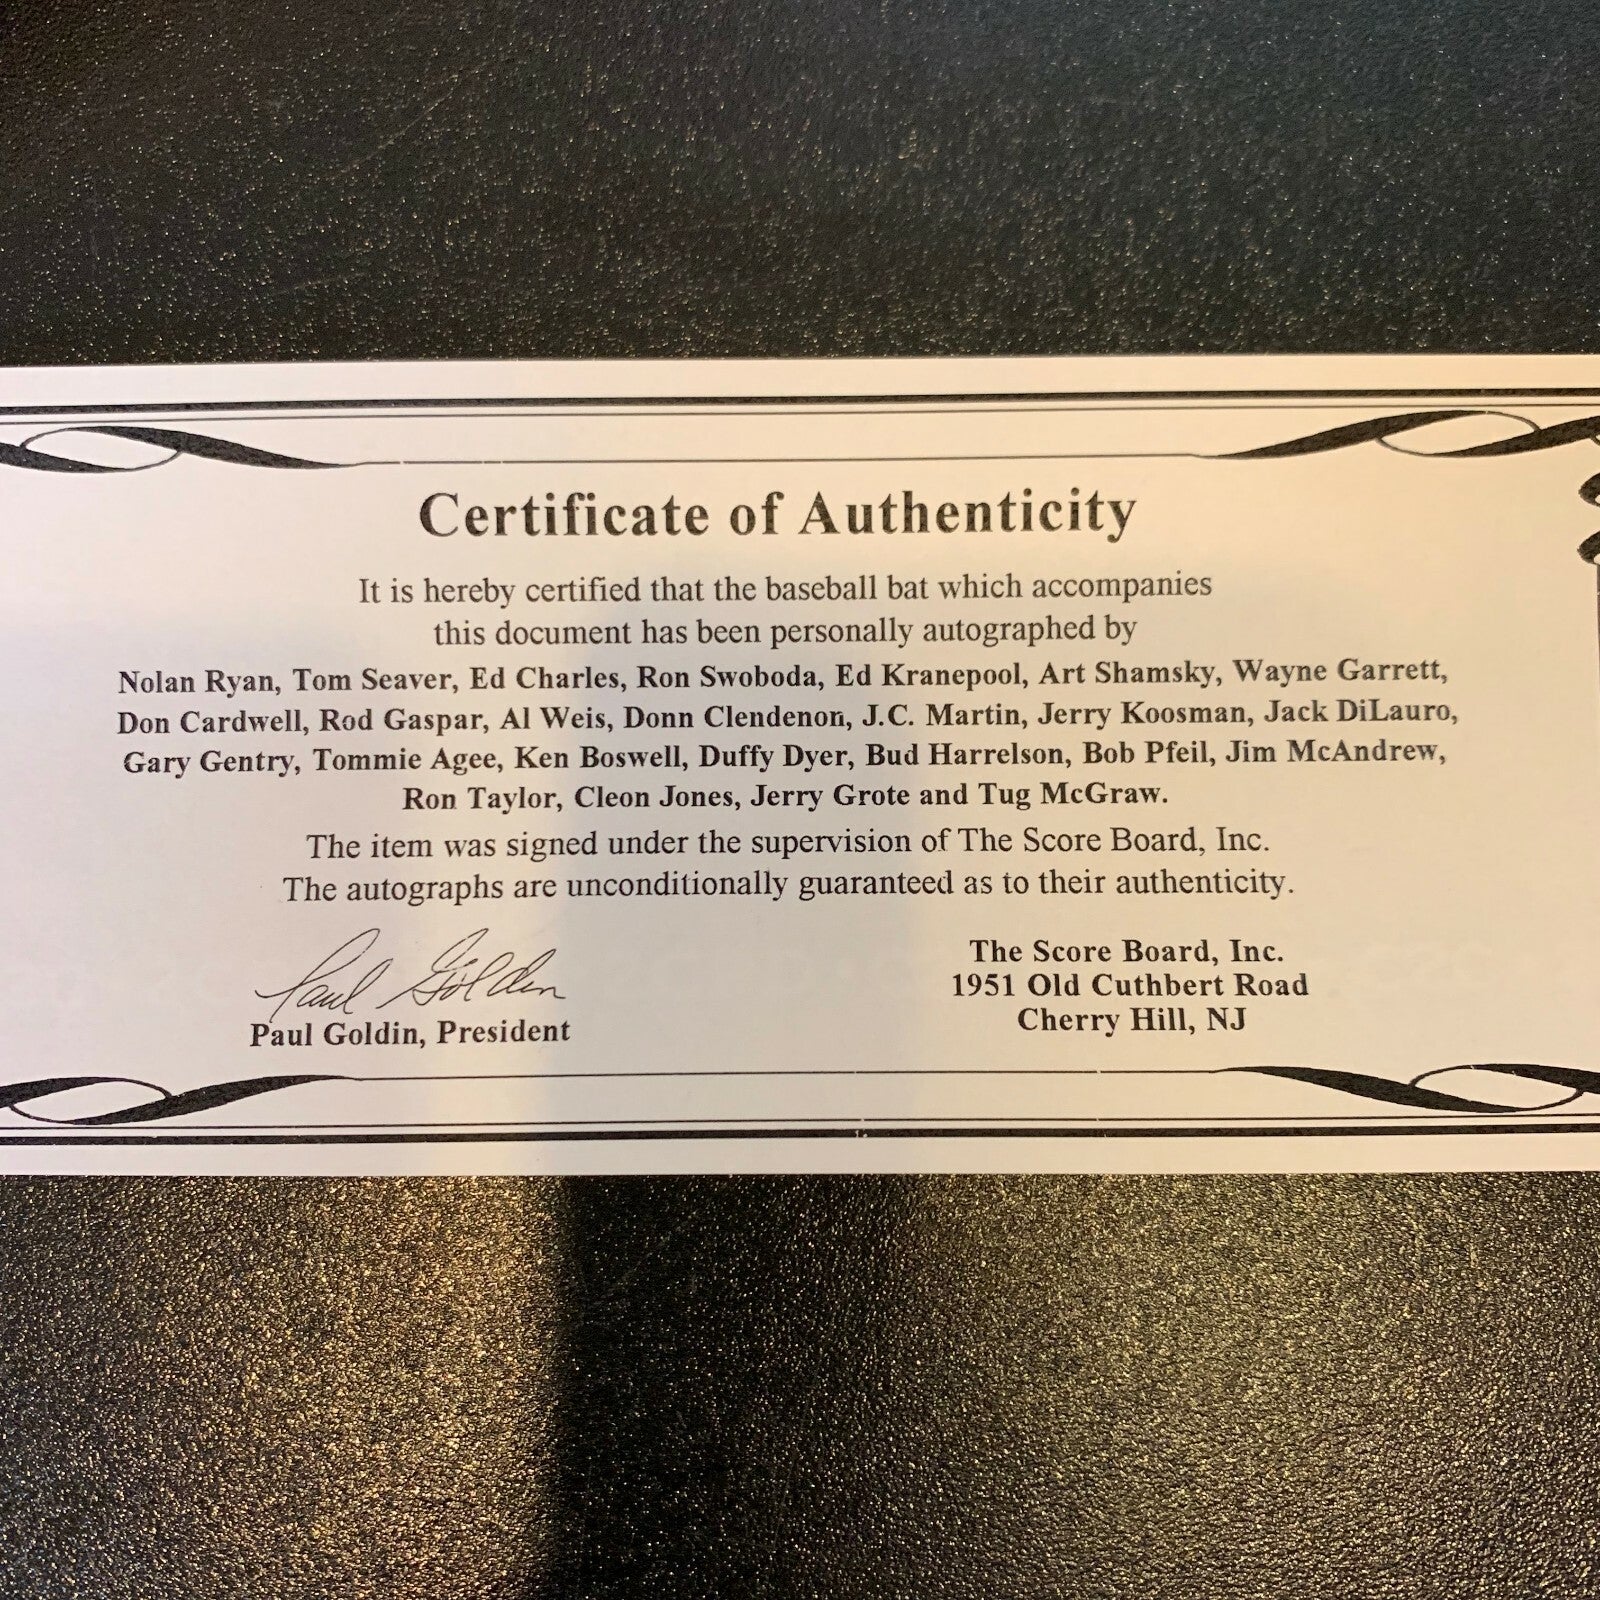 Certificate of Authenticity
It is hereby certified that the baseball bat which accompanies
this document has been personally autographed by
Nolan Ryan, Tom Seaver, Ed Charles, Ron Swoboda, Ed Kranepool, Art Shamsky, Wayne Garrett,
Don Cardwell, Rod Gaspar, Al Weis, Donn Clendenon, J.C. Martin, Jerry Koosman, Jack DiLauro,
Gary Gentry, Tommie Agee, Ken Boswell, Duffy Dyer, Bud Harrelson, Bob Pfeil, Jim McAndrew,
Ron Taylor, Cleon Jones, Jerry Grote and Tug McGraw.
The item was signed under the supervision of The Score Board, Inc.
The autographs are unconditionally guaranteed as to their authenticity.
Paul Goldin
Paul Goldin, President
The Score Board, Inc.
1951 Old Cuthbert Road
Cherry Hill, NJ